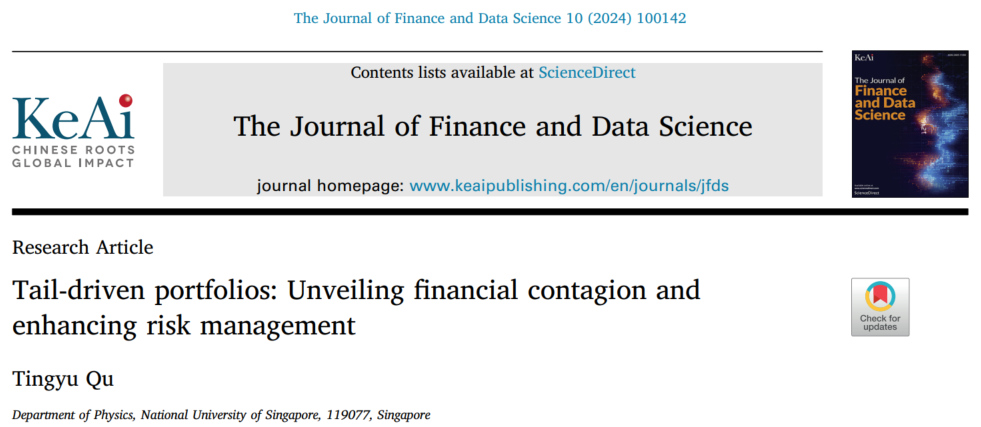 The Journal of Finance and Data Science 10 (2024) 100142
Contents lists available at ScienceDirect
KeAi
CHINESE ROOTS
GLOBAL IMPACT
The Journal of Finance and Data Science
journal homepage: www.keaipublishing.com/en/journals/jfds
KeAi
The Journal of
Finance
and Data
Science
ScienceDirect
Research Article
Tail-driven portfolios: Unveiling financial contagion and
enhancing risk management
Check for
updates
Tingyu Qu
Department of Physics, National University of Singapore, 119077, Singapore